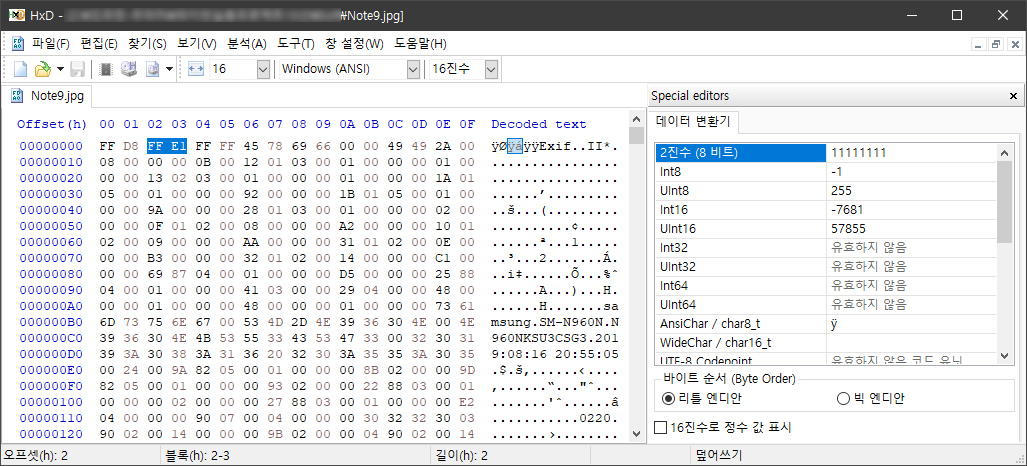 HxD - #Note9.jpg]
파일(F) 편집(E) 찾기(S) 보기(V) 분석(A) 도구(T) 창 설정(W) 도움말(H)
16 Windows (ANSI) 16진수
Note9.jpg
Offset(h) 00 01 02 03 04 05 06 07 08 09 0A 0B 0C 0D 0E 0F Decoded text
00000000 FF D8 FF E1 FF FF 45 78 69 66 00 00 49 49 2A 00 ÿØÿáÿÿExif..II*.
00000010 08 00 00 00 0B 00 12 01 03 00 01 00 00 00 01 00 ................
00000020 00 00 13 02 03 00 01 00 00 00 01 00 00 00 1A 01 ................
00000030 05 00 01 00 00 00 92 00 00 00 1B 01 05 00 01 00 ......’.........
00000040 00 00 9A 00 00 00 28 01 03 00 01 00 00 00 02 00 ..š...(.........
00000050 00 00 0F 01 02 00 08 00 00 00 A2 00 00 00 10 01 ..........¢.....
00000060 02 00 09 00 00 00 AA 00 00 00 31 01 02 00 0E 00 ......ª...1.....
00000070 00 00 B3 00 00 00 32 01 02 00 14 00 00 00 C1 00 ..³...2.......Á.
00000080 00 00 69 87 04 00 01 00 00 00 D5 00 00 00 25 88 ..i‡......Õ...%ˆ
00000090 04 00 01 00 00 00 41 03 00 00 29 04 00 00 48 00 ......A...)...H.
000000A0 00 00 01 00 00 00 48 00 00 00 01 00 00 00 73 61 ......H.......sa
000000B0 6D 73 75 6E 67 00 53 4D 2D 4E 39 36 30 4E 00 4E msung.SM-N960N.N
000000C0 39 36 30 4E 4B 53 55 33 43 53 47 33 00 32 30 31 960NKSU3CSG3.201
000000D0 39 3A 30 38 3A 31 36 20 32 30 3A 35 35 3A 30 35 9:08:16 20:55:05
000000E0 00 24 00 9A 82 05 00 01 00 00 00 8B 02 00 00 9D .$.š‚......‹....
000000F0 82 05 00 01 00 00 00 93 02 00 00 22 88 03 00 01 ‚......“..."ˆ...
00000100 00 00 00 02 00 00 00 27 88 03 00 01 00 00 00 E2 .......'ˆ......â
00000110 04 00 00 00 00 90 07 00 04 00 00 00 30 32 32 30 ............0220
00000120 90 02 00 14 00 00 00 9B 02 00 00 04 90 02 00 14 .......›........
Special editors
데이터 변환기
2진수 (8 비트) 11111111
Int8 -1
UInt8 255
Int16 -7681
UInt16 57855
Int32 유효하지 않음
UInt32 유효하지 않음
Int64 유효하지 않음
UInt64 유효하지 않음
AnsiChar / char8_t ÿ
WideChar / char16_t
UTF-8 Codepoint 유효하지 않은 코드 유닛
바이트 순서 (Byte Order)
리틀 엔디안 빅 엔디안
16진수로 정수 값 표시
오프셋(h): 2 블록(h): 2-3 길이(h): 2 덮어쓰기